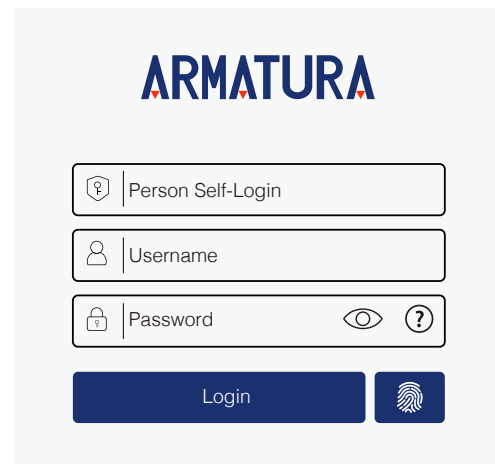 ARMATURA
Person Self-Login
Username
Password ?
Login